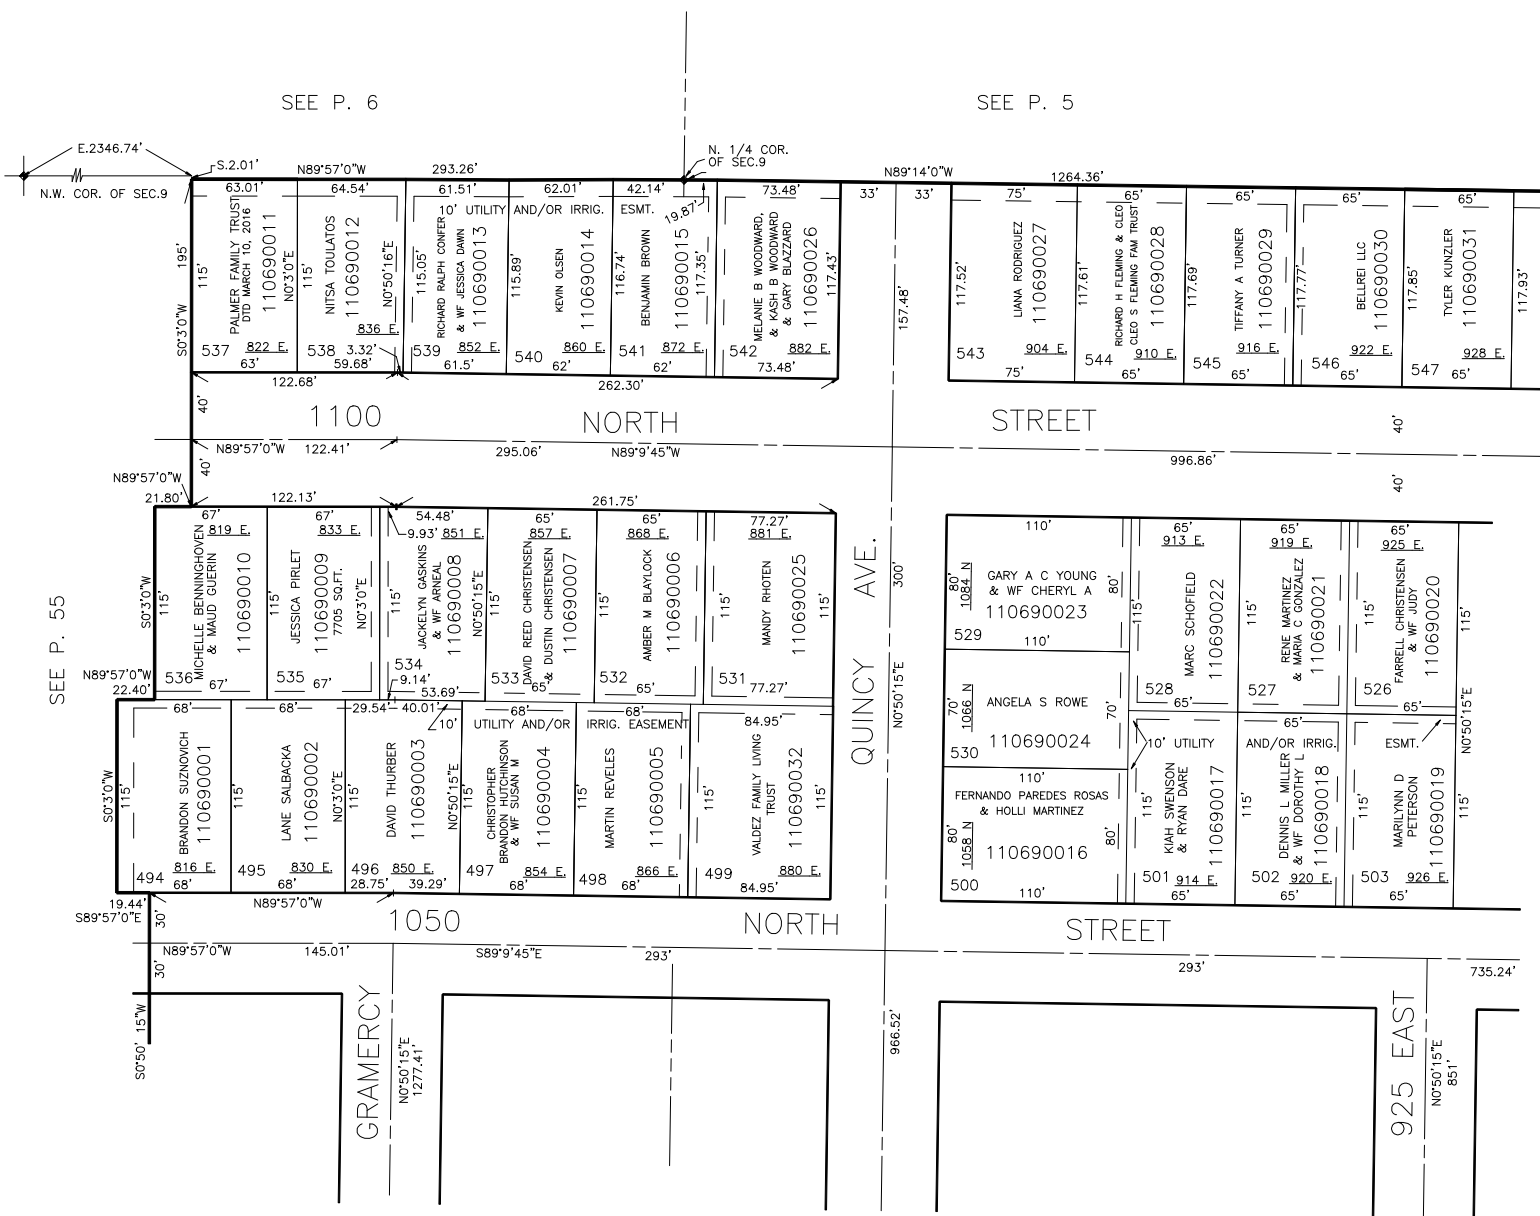 SEE P. 6
SEE P. 5
E.2346.74'
S.2.01'
N.W. COR. OF SEC.9
N89°57'0"W
293.26'
N. 1/4 COR.
OF SEC.9
N89°14'0"W
1264.36'
63.01'
64.54'
61.51'
62.01'
42.14'
19.87'
73.48'
33'
33'
75'
65'
65'
65'
65'
10' UTILITY AND/OR IRRIG. ESMT.
195'
S0°3'0"W
115'
PALMER FAMILY TRUST
DTD MARCH 10, 2016
110690011
N0°3'0"E
537
822 E.
63'
115'
NITSA TOULATOS
110690012
N0°50'16"E
836 E.
538
3.32'
59.68'
115.05'
RICHARD RALPH CONFER
& WF JESSICA DAWN
110690013
539
852 E.
61.5'
115.89'
KEVIN OLSEN
110690014
540
860 E.
62'
116.74'
BENJAMIN BROWN
110690015
117.35'
541
872 E.
62'
MELANIE B WOODWARD,
& KASH B WOODWARD
& GARY BLAZZARD
110690026
117.43'
542
882 E.
73.48'
157.48'
117.52'
LIANA RODRIGUEZ
110690027
543
904 E.
75'
117.61'
RICHARD H FLEMING & CLEO
CLEO S FLEMING FAM TRUST
110690028
544
910 E.
65'
117.69'
TIFFANY A TURNER
110690029
545
916 E.
65'
117.77'
BELLREI LLC
110690030
546
922 E.
65'
117.85'
TYLER KUNZLER
110690031
547
928 E.
65'
117.93'
122.68'
262.30'
40'
1100 NORTH STREET
40'
N89°57'0"W
122.41'
295.06'
N89°9'45"W
996.86'
40'
40'
N89°57'0"W
21.80'
122.13'
261.75'
67'
819 E.
MICHELLE BENNINGHOVEN
& MAUD GUERIN
110690010
S0°3'0"W
115'
115'
536
67'
67'
833 E.
JESSICA PIRLET
110690009
7705 SQ.FT.
N0°3'0"E
535
67'
54.48'
9.93'
851 E.
115'
JACKELYN GASKINS
& WF ARNEAL
110690008
N0°50'15"E
534
9.14'
53.69'
65'
857 E.
115'
DAVID REED CHRISTENSEN
& DUSTIN CHRISTENSEN
110690007
533
65'
65'
868 E.
115'
AMBER M BLAYLOCK
110690006
532
65'
77.27'
881 E.
115'
MANDY RHOTEN
110690025
115'
531
77.27'
QUINCY AVE.
300'
N0°50'15"E
110'
80'
1084 N
GARY A C YOUNG
& WF CHERYL A
110690023
80'
529
110'
70'
1066 N
ANGELA S ROWE
110690024
70'
530
110'
80'
1058 N
FERNANDO PAREDES ROSAS
& HOLLI MARTINEZ
110690016
80'
500
110'
65'
913 E.
115'
MARC SCHOFIELD
110690022
528
65'
65'
919 E.
115'
RENE MARTINEZ
& MARIA C GONZALEZ
110690021
527
65'
65'
925 E.
115'
FARRELL CHRISTENSEN
& WF JUDY
110690020
115'
526
65'
N0°50'15"E
SEE P. 55
N89°57'0"W
22.40'
68'
68'
29.54'
40.01'
10' UTILITY AND/OR IRRIG. EASEMENT
68'
68'
84.95'
S0°3'0"W
115'
BRANDON SUZNOVICH
110690001
494
816 E.
68'
115'
LANE SALBACKA
110690002
N0°3'0"E
495
830 E.
68'
DAVID THURBER
110690003
N0°50'15"E
496
850 E.
28.75'
39.29'
115'
CHRISTOPHER
BRANDON HUTCHINSON
& WF SUSAN M
110690004
497
854 E.
68'
115'
MARTIN REVELES
110690005
498
866 E.
68'
115'
VALDEZ FAMILY LIVING
TRUST
110690032
115'
499
880 E.
84.95'
10' UTILITY AND/OR IRRIG. ESMT.
65'
65'
115'
KIAH SWENSON
& RYAN DARE
110690017
501
914 E.
65'
115'
DENNIS L MILLER
& WF DOROTHY L
110690018
502
920 E.
65'
115'
MARILYNN D
PETERSON
110690019
115'
503
926 E.
65'
19.44'
S89°57'0"E
30'
N89°57'0"W
1050 NORTH STREET
N89°57'0"W
145.01'
S89°9'45"E
293'
293'
735.24'
30'
S0°50' 15"W
GRAMERCY
N0°50'15"E
1277.41'
966.52'
925 EAST
N0°50'15"E
851'